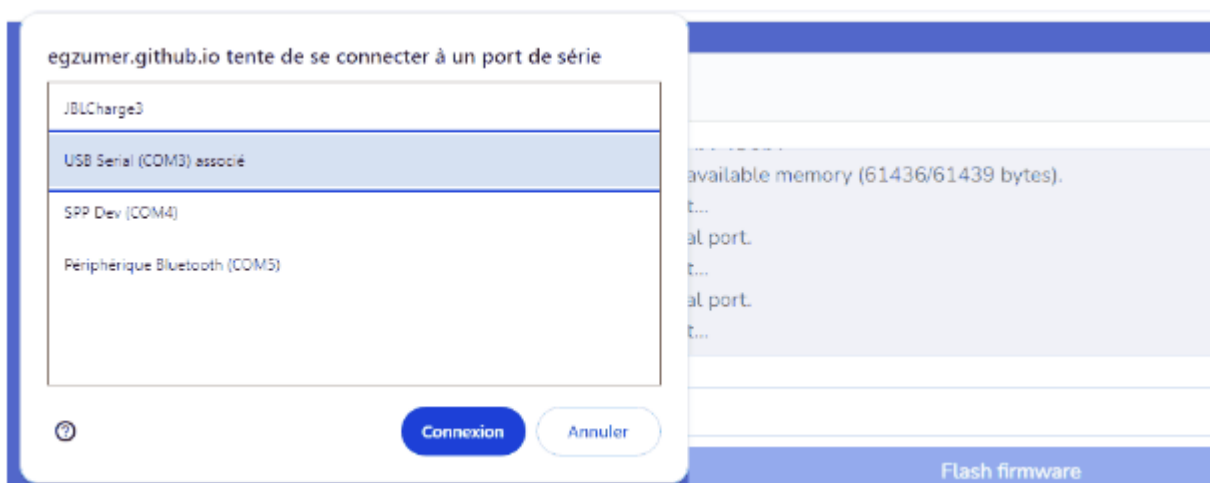 egzumer.github.io tente de se connecter à un port de série
JBLCharge3
USB Serial (COM3) associé
SPP Dev (COM4)
Périphérique Bluetooth (COM5)
Connexion
Annuler
available memory (61436/61439 bytes).
t...
al port.
t...
al port.
t...
Flash firmware